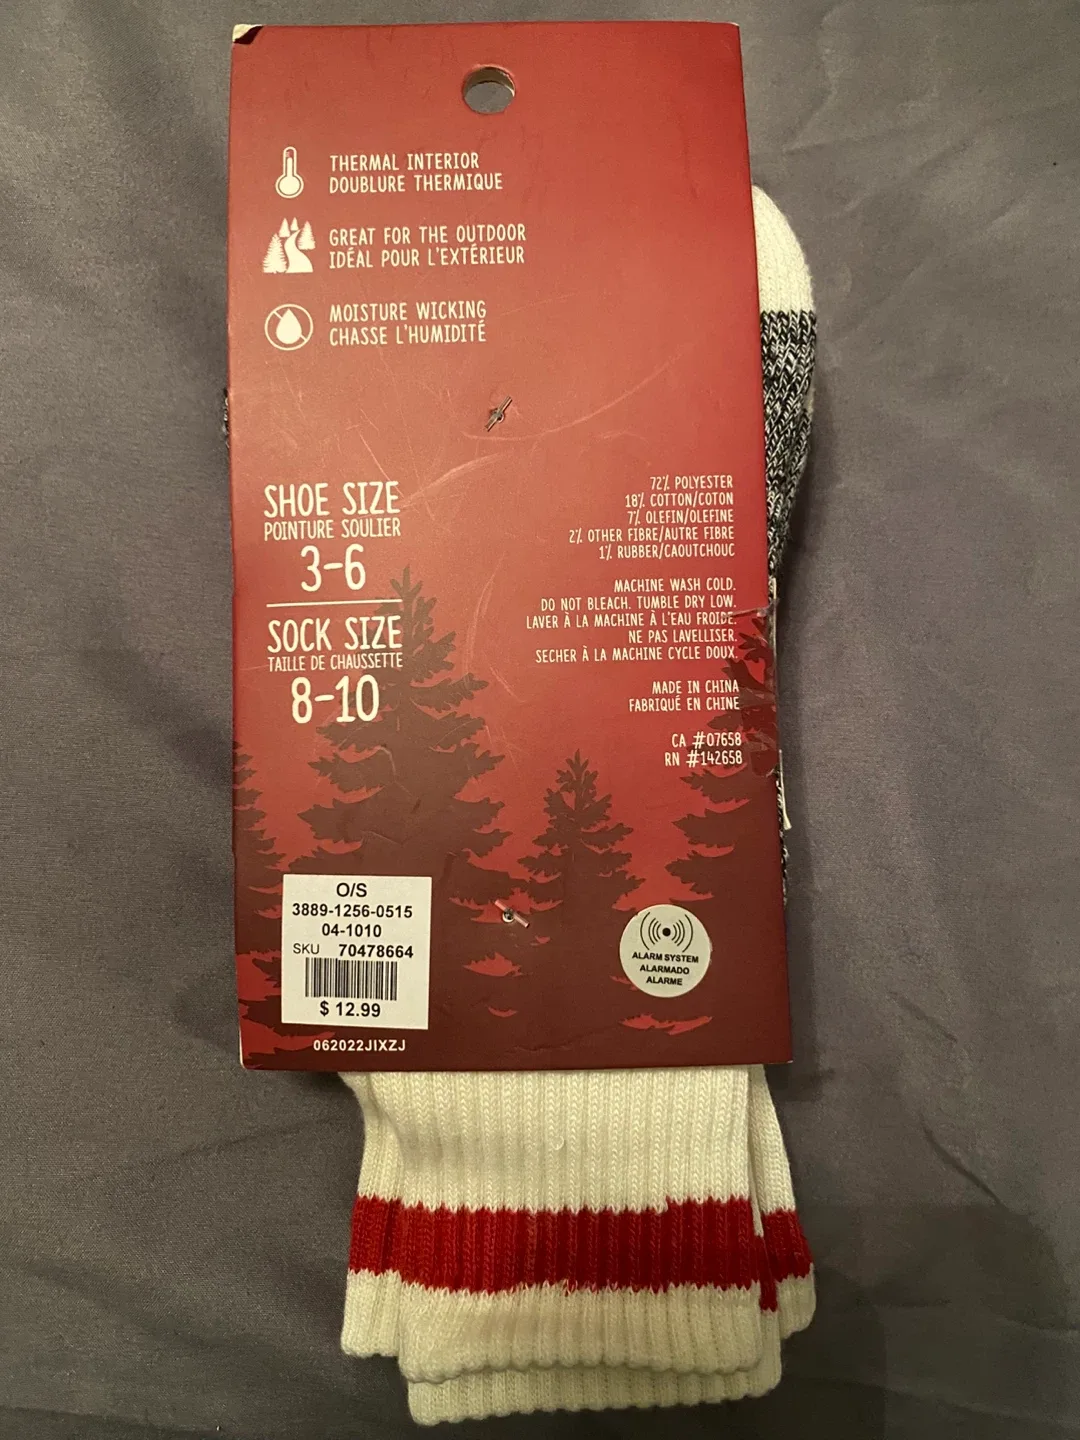 THERMAL INTERIOR
DOUBLURE THERMIQUE
GREAT FOR THE OUTDOOR
IDÉAL POUR L'EXTÉRIEUR
MOISTURE WICKING
CHASSE L'HUMIDITÉ
SHOE SIZE
POINTURE SOULIER
3-6
SOCK SIZE
TAILLE DE CHAUSSETTE
8-10
72% POLYESTER
18% COTTON/COTON
7% OLEFIN/OLEFINE
2% OTHER FIBRE/AUTRE FIBRE
1% RUBBER/CAOUTCHOUC
MACHINE WASH COLD.
DO NOT BLEACH. TUMBLE DRY LOW.
LAVER À LA MACHINE À L'EAU FROIDE.
NE PAS LAVELLISER.
SECHER À LA MACHINE CYCLE DOUX.
MADE IN CHINA
FABRIQUÉ EN CHINE
CA #07658
RN #142658
O/S
3889-1256-0515
04-1010
SKU 70478664
$ 12.99
062022JIXZJ
ALARM SYSTEM
ALARMADO
ALARME